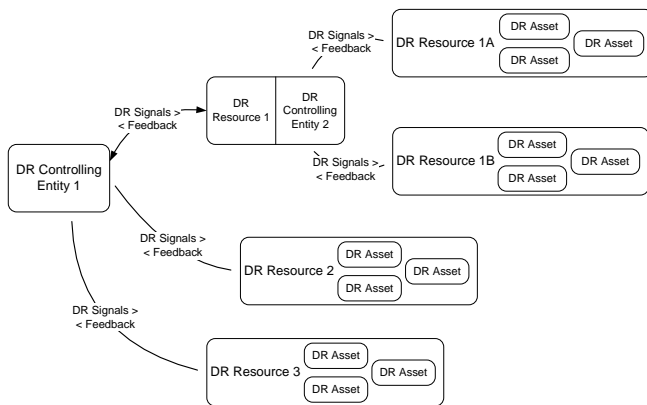 DR Signals >
< Feedback
DR Resource 1A
DR Asset
DR Asset
DR Asset
DR Signals >
< Feedback
DR
Resource 1
DR
Controlling
Entity 2
DR Controlling
Entity 1
DR Signals >
< Feedback
DR Resource 1B
DR Asset
DR Asset
DR Asset
DR Signals >
< Feedback
DR Resource 2
DR Asset
DR Asset
DR Asset
DR Signals >
< Feedback
DR Resource 3
DR Asset
DR Asset
DR Asset